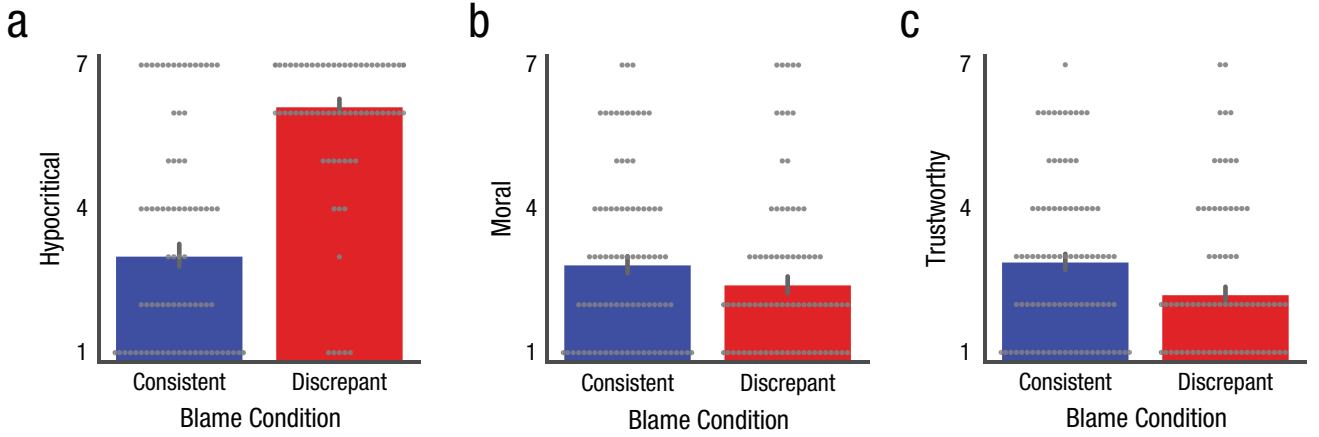 a
7
4
1
Hypocritical
Consistent
Discrepant
Blame Condition
b
7
4
1
Moral
Consistent
Discrepant
Blame Condition
c
7
4
1
Trustworthy
Consistent
Discrepant
Blame Condition